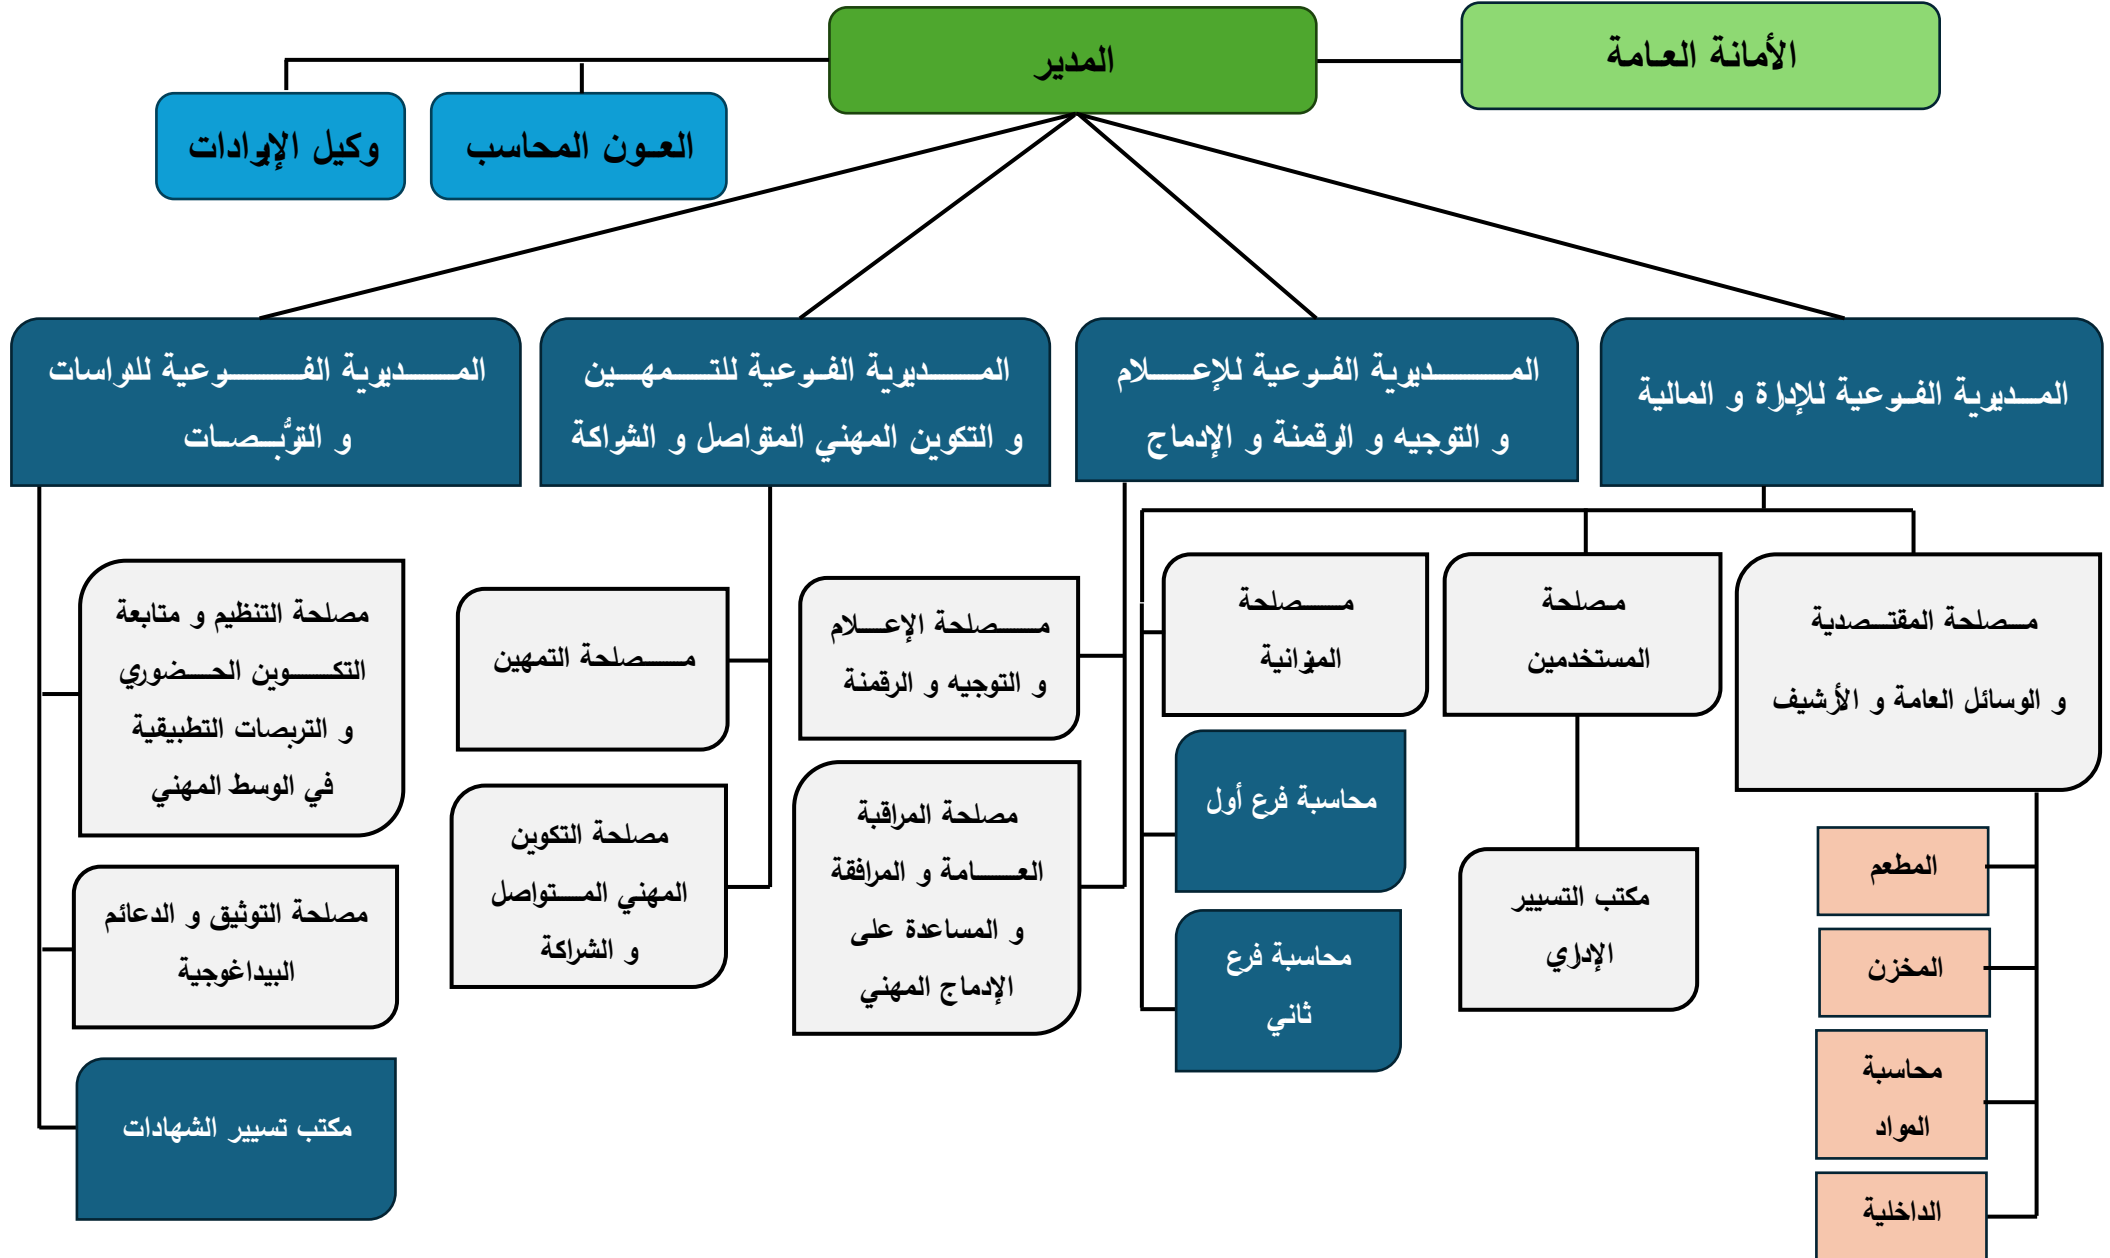 الأمانة العامة
المدير
العون المحاسب
وكيل الإيرادات
المديرية الفرعية للإدارة و المالية
المديرية الفرعية للإعلام
و التوجيه و الرقمنة و الإدماج
المديرية الفرعية للتمهين
و التكوين المهني المتواصل و الشراكة
المديرية الفرعية للدراسات
و التربُّصات
مصلحة المقتصدية
و الوسائل العامة و الأرشيف
المطعم
المخزن
محاسبة
المواد
الداخلية
مصلحة
المستخدمين
مكتب التسيير
الإداري
مصلحة
الميزانية
محاسبة فرع أول
محاسبة فرع
ثاني
مصلحة الإعلام
و التوجيه و الرقمنة
مصلحة المراقبة
العامة و المرافقة
و المساعدة على
الإدماج المهني
مصلحة التمهين
مصلحة التكوين
المهني المتواصل
و الشراكة
مصلحة التنظيم و متابعة
التكوين الحضوري
و التربصات التطبيقية
في الوسط المهني
مصلحة التوثيق و الدعائم
البيداغوجية
مكتب تسيير الشهادات